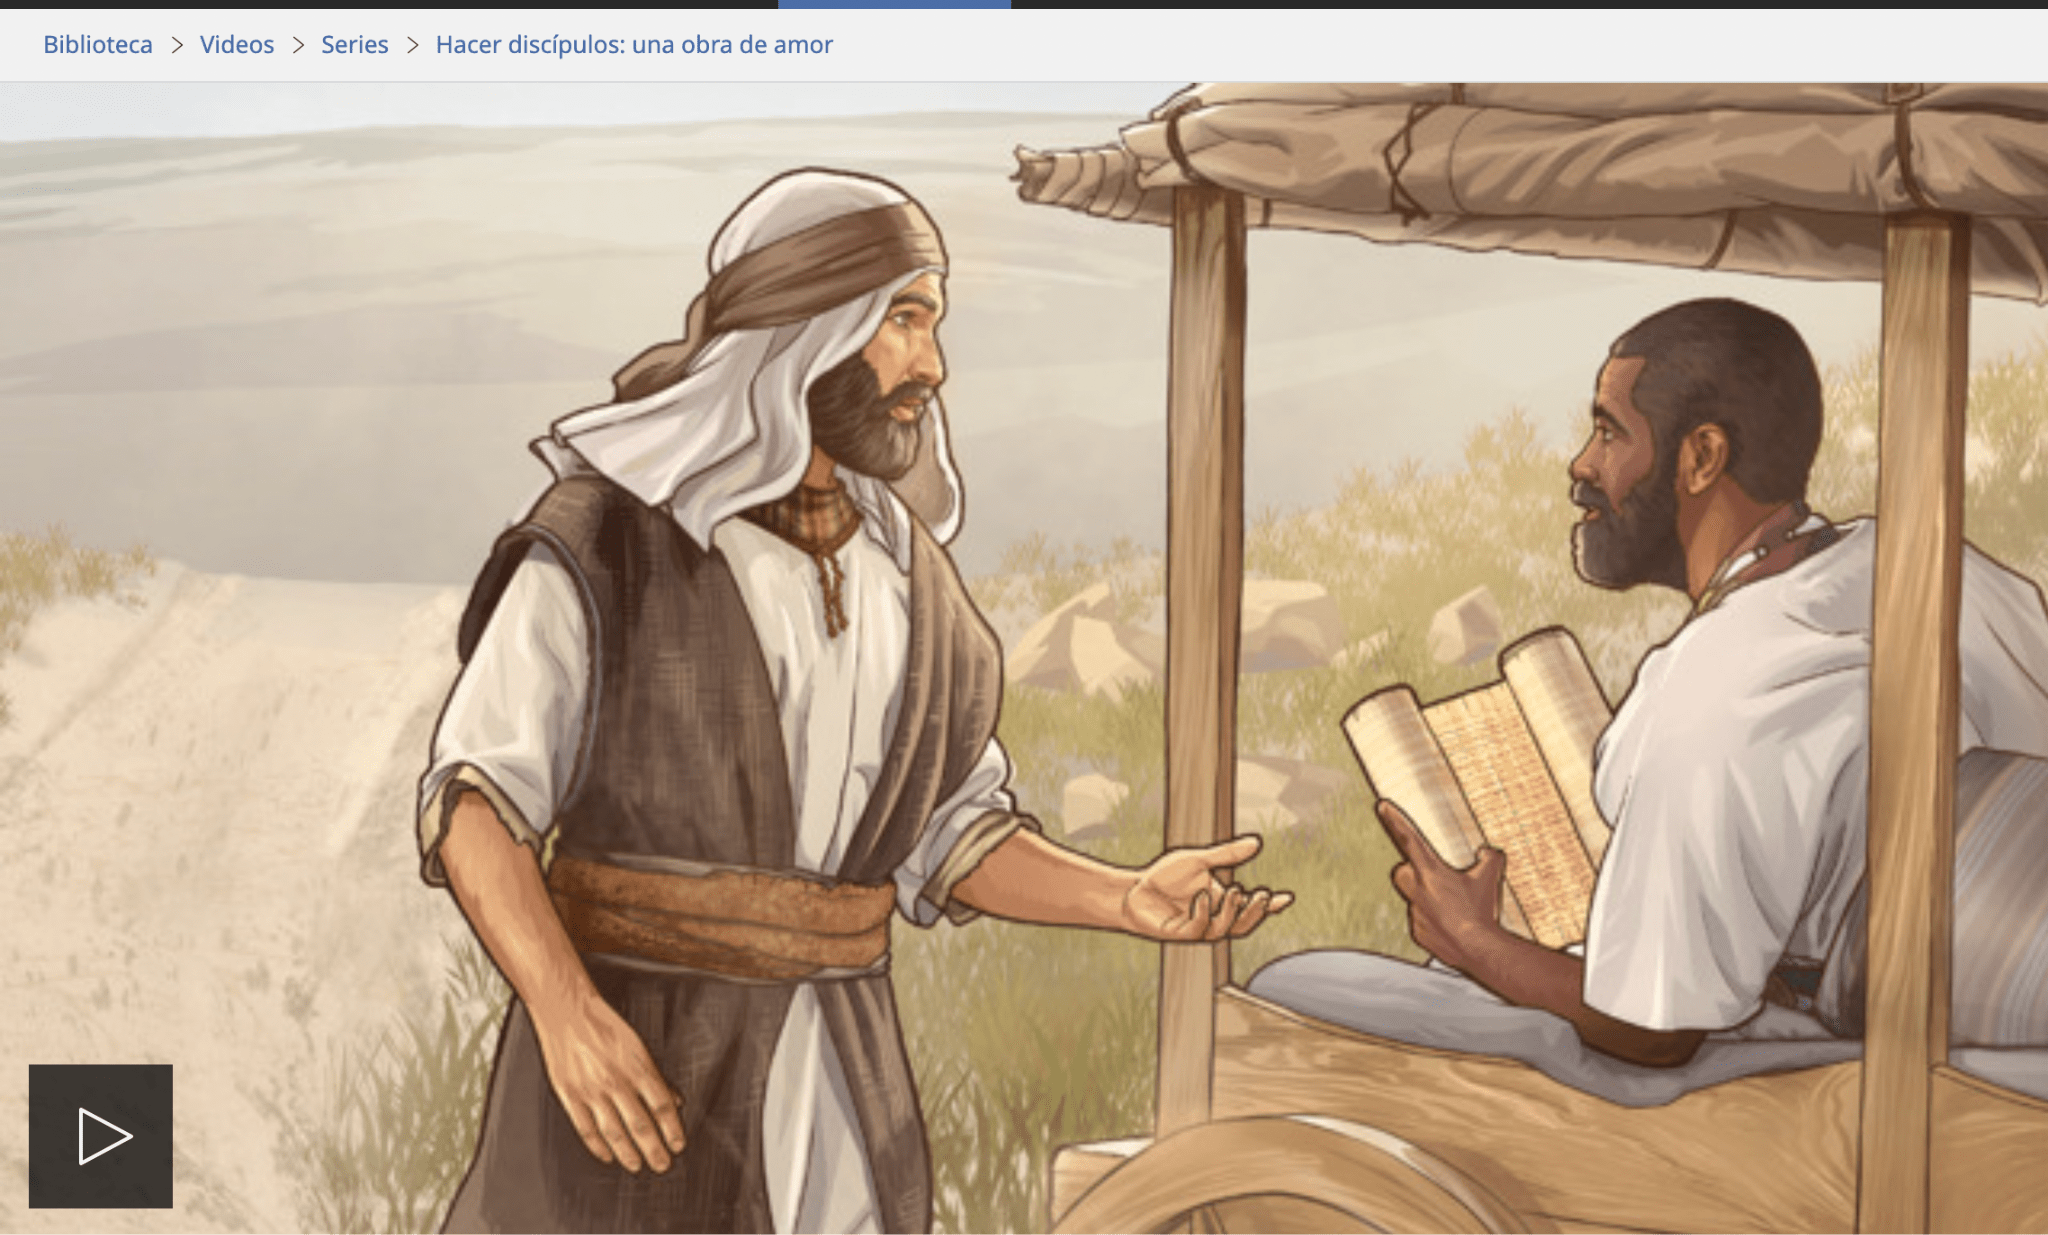 Biblioteca > Videos > Series > Hacer discípulos: una obra de amor